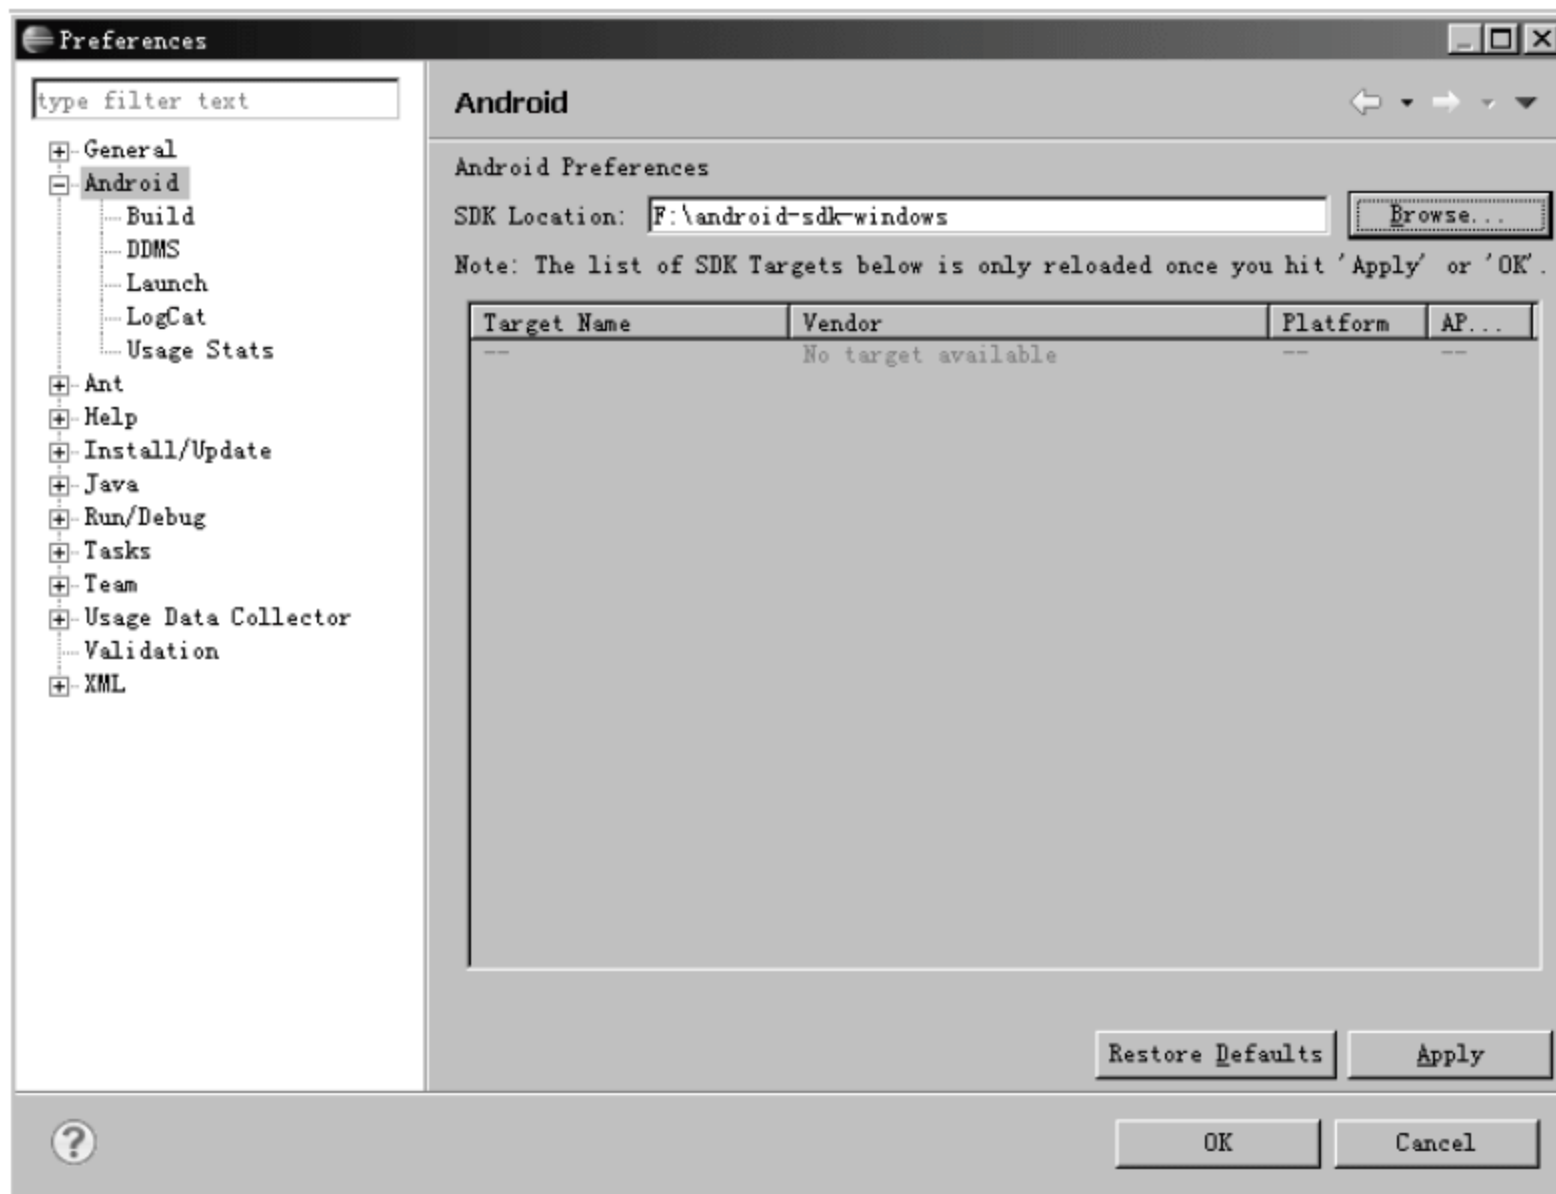 Preferences
type filter text
General
Android
Build
DDMS
Launch
LogCat
Usage Stats
Ant
Help
Install/Update
Java
Run/Debug
Tasks
Team
Usage Data Collector
Validation
XML
Android
Android Preferences
SDK Location: F:\android-sdk-windows Browse...
Note: The list of SDK Targets below is only reloaded once you hit 'Apply' or 'OK'.
Target Name Vendor Platform AP...
-- No target available -- --
Restore Defaults Apply
? OK Cancel